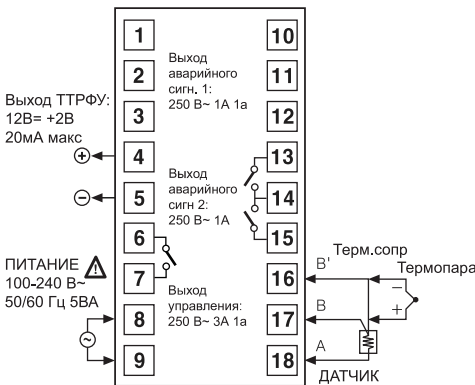 1
10
2
11
3
12
4
13
5
14
6
15
7
16
8
17
9
18
Выход
аварийного
сигн. 1:
250 В~ 1А 1а
Выход ТТРФУ:
12В= +2В
20мА макс
+
−
Выход
аварийного
сигн 2:
250 В~ 1А
ПИТАНИЕ
100-240 В~
50/60 Гц 5ВА
~
Выход
управления:
250 В~ 3А 1а
Терм.сопр
Термопара
B'
B
A
−
+
ДАТЧИК